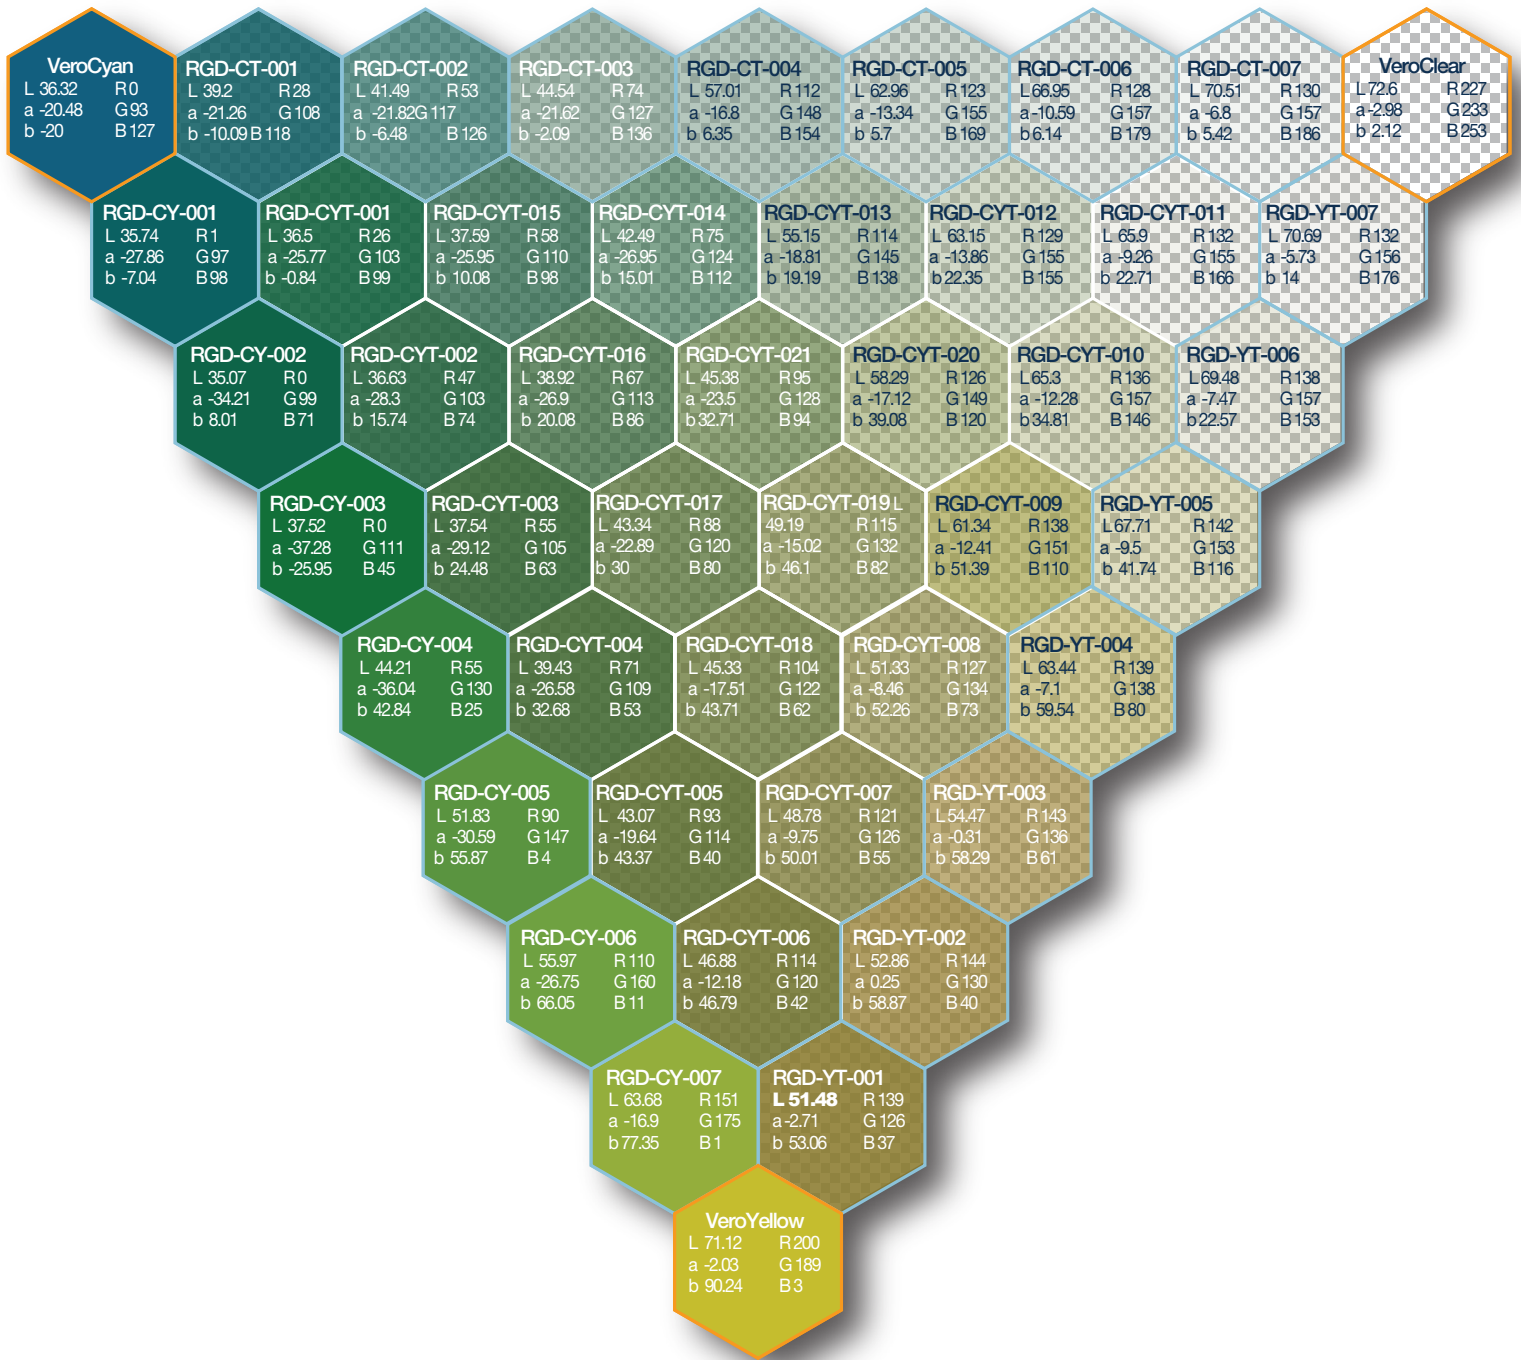 VeroCyan
L 36.32 R 0
a -20.48 G 93
b -20 B 127
RGD-CT-001
L 39.2 R 28
a -21.26 G 108
b -10.09 B 118
RGD-CT-002
L 41.49 R 53
a -21.82 G 117
b -6.48 B 126
RGD-CT-003
L 44.54 R 74
a -21.62 G 127
b -2.09 B 136
RGD-CT-004
L 57.01 R 112
a -16.8 G 148
b 6.35 B 154
RGD-CT-005
L 62.96 R 123
a -13.34 G 155
b 5.7 B 169
RGD-CT-006
L 66.95 R 128
a -10.59 G 157
b 6.14 B 179
RGD-CT-007
L 70.51 R 130
a -6.8 G 157
b 5.42 B 186
VeroClear
L 72.6 R 227
a -2.98 G 233
b 2.12 B 253
RGD-CY-001
L 35.74 R 1
a -27.86 G 97
b -7.04 B 98
RGD-CYT-001
L 36.5 R 26
a -25.77 G 103
b -0.84 B 99
RGD-CYT-015
L 37.59 R 58
a -25.95 G 110
b 10.08 B 98
RGD-CYT-014
L 42.49 R 75
a -26.95 G 124
b 15.01 B 112
RGD-CYT-013
L 55.15 R 114
a -18.81 G 145
b 19.19 B 138
RGD-CYT-012
L 63.15 R 129
a -13.86 G 155
b 22.35 B 155
RGD-CYT-011
L 65.9 R 132
a -9.26 G 155
b 22.71 B 166
RGD-YT-007
L 70.69 R 132
a -5.73 G 156
b 14 B 176
RGD-CY-002
L 35.07 R 0
a -34.21 G 99
b 8.01 B 71
RGD-CYT-002
L 36.63 R 47
a -28.3 G 103
b 15.74 B 74
RGD-CYT-016
L 38.92 R 67
a -26.9 G 113
b 20.08 B 86
RGD-CYT-021
L 45.38 R 95
a -23.5 G 128
b 32.71 B 94
RGD-CYT-020
L 58.29 R 126
a -17.12 G 149
b 39.08 B 120
RGD-CYT-010
L 65.3 R 136
a -12.28 G 157
b 34.81 B 146
RGD-YT-006
L 69.48 R 138
a -7.47 G 157
b 22.57 B 153
RGD-CY-003
L 37.52 R 0
a -37.28 G 111
b -25.95 B 45
RGD-CYT-003
L 37.54 R 55
a -29.12 G 105
b 24.48 B 63
RGD-CYT-017
L 43.34 R 88
a -22.89 G 120
b 30 B 80
RGD-CYT-019 L
49.19 R 115
a -15.02 G 132
b 46.1 B 82
RGD-CYT-009
L 61.34 R 138
a -12.41 G 151
b 51.39 B 110
RGD-YT-005
L 67.71 R 142
a -9.5 G 153
b 41.74 B 116
RGD-CY-004
L 44.21 R 55
a -36.04 G 130
b 42.84 B 25
RGD-CYT-004
L 39.43 R 71
a -26.58 G 109
b 32.68 B 53
RGD-CYT-018
L 45.33 R 104
a -17.51 G 122
b 43.71 B 62
RGD-CYT-008
L 51.33 R 127
a -8.46 G 134
b 52.26 B 73
RGD-YT-004
L 63.44 R 139
a -7.1 G 138
b 59.54 B 80
RGD-CY-005
L 51.83 R 90
a -30.59 G 147
b 55.87 B 4
RGD-CYT-005
L 43.07 R 93
a -19.64 G 114
b 43.37 B 40
RGD-CYT-007
L 48.78 R 121
a -9.75 G 126
b 50.01 B 55
RGD-YT-003
L 54.47 R 143
a -0.31 G 136
b 58.29 B 61
RGD-CY-006
L 55.97 R 110
a -26.75 G 160
b 66.05 B 11
RGD-CYT-006
L 46.88 R 114
a -12.18 G 120
b 46.79 B 42
RGD-YT-002
L 52.86 R 144
a 0.25 G 130
b 58.87 B 40
RGD-CY-007
L 63.68 R 151
a -16.9 G 175
b 77.35 B 1
RGD-YT-001
L 51.48 R 139
a -2.71 G 126
b 53.06 B 37
VeroYellow
L 71.12 R 200
a -2.03 G 189
b 90.24 B 3